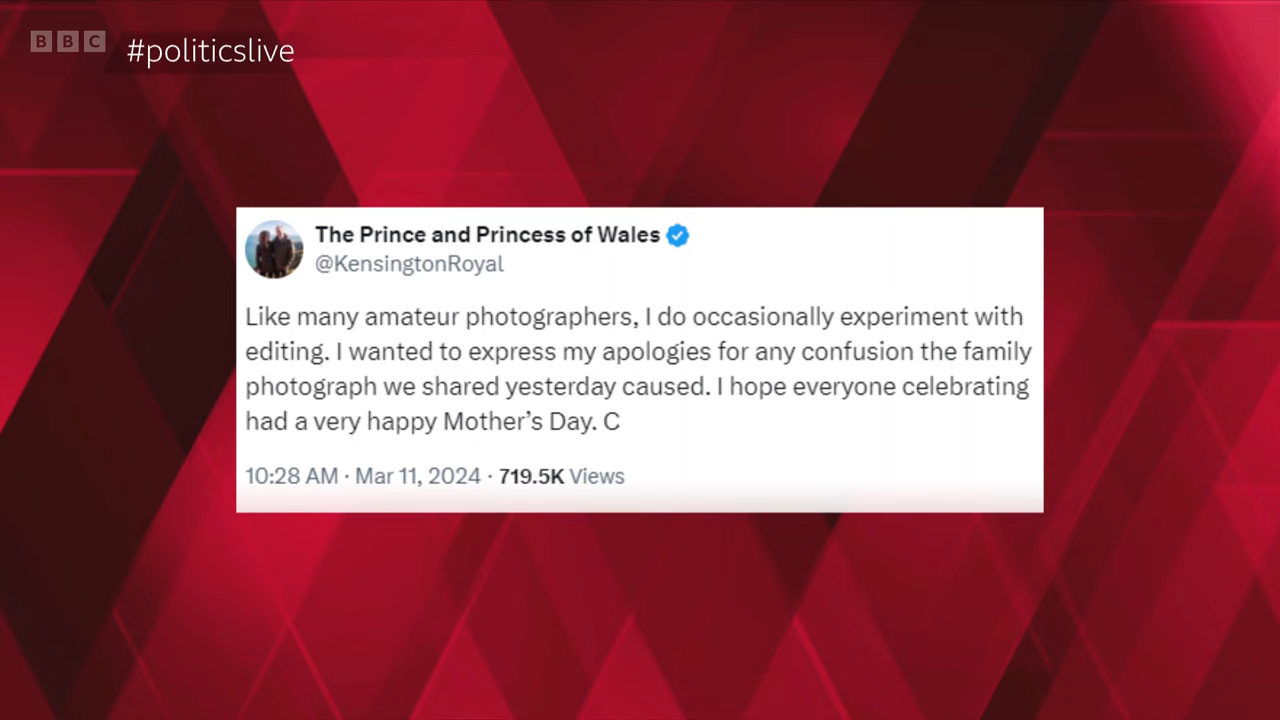 BBC
#politicslive
The Prince and Princess of Wales
@KensingtonRoyal
Like many amateur photographers, I do occasionally experiment with
editing. I wanted to express my apologies for any confusion the family
photograph we shared yesterday caused. I hope everyone celebrating
had a very happy Mother’s Day. C
10:28 AM · Mar 11, 2024 · 719.5K Views